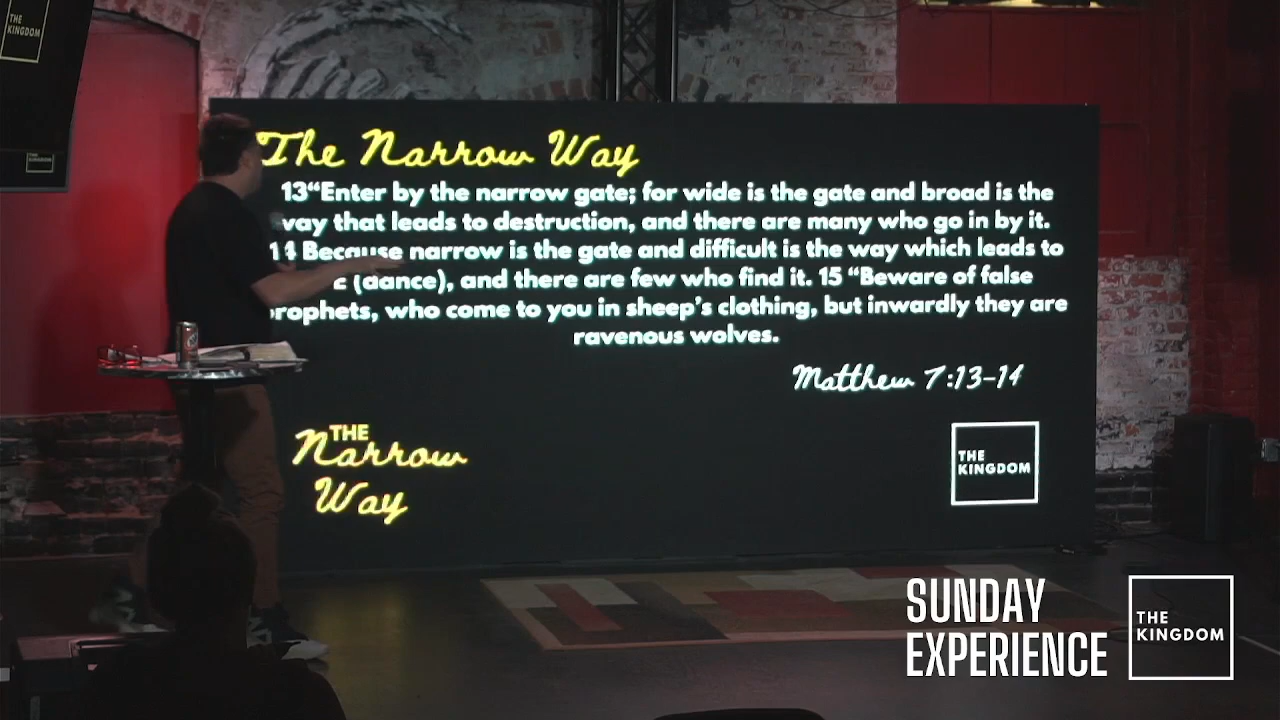 THE
KINGDOM
The Narrow Way
13“Enter by the narrow gate; for wide is the gate and broad is the
way that leads to destruction, and there are many who go in by it.
14 Because narrow is the gate and difficult is the way which leads to
(dance), and there are few who find it. 15 “Beware of false
prophets, who come to you in sheep’s clothing, but inwardly they are
ravenous wolves.
Matthew 7:13-14
THE
Narrow
Way
THE
KINGDOM
SUNDAY
EXPERIENCE
THE
KINGDOM